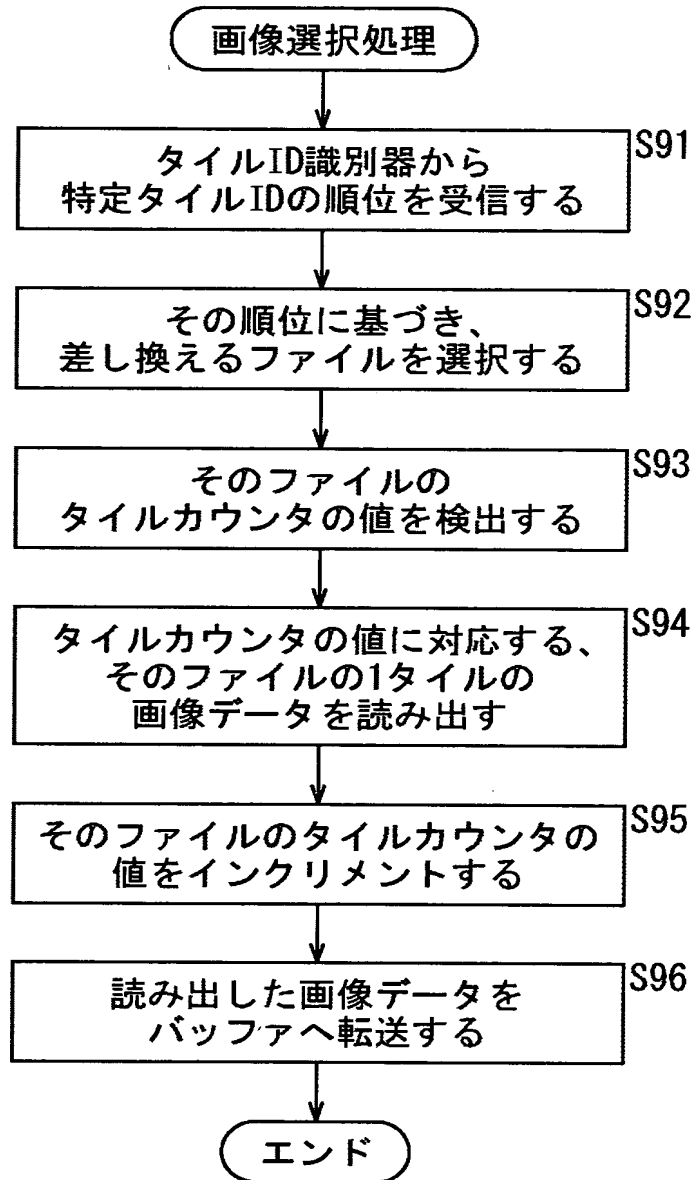 画像選択処理
S91
タイルID識別器から
特定タイルIDの順位を受信する
S92
その順位に基づき、
差し換えるファイルを選択する
S93
そのファイルの
タイルカウンタの値を検出する
S94
タイルカウンタの値に対応する、
そのファイルの1タイルの
画像データを読み出す
S95
そのファイルのタイルカウンタの
値をインクリメントする
S96
読み出した画像データを
バッファへ転送する
エンド